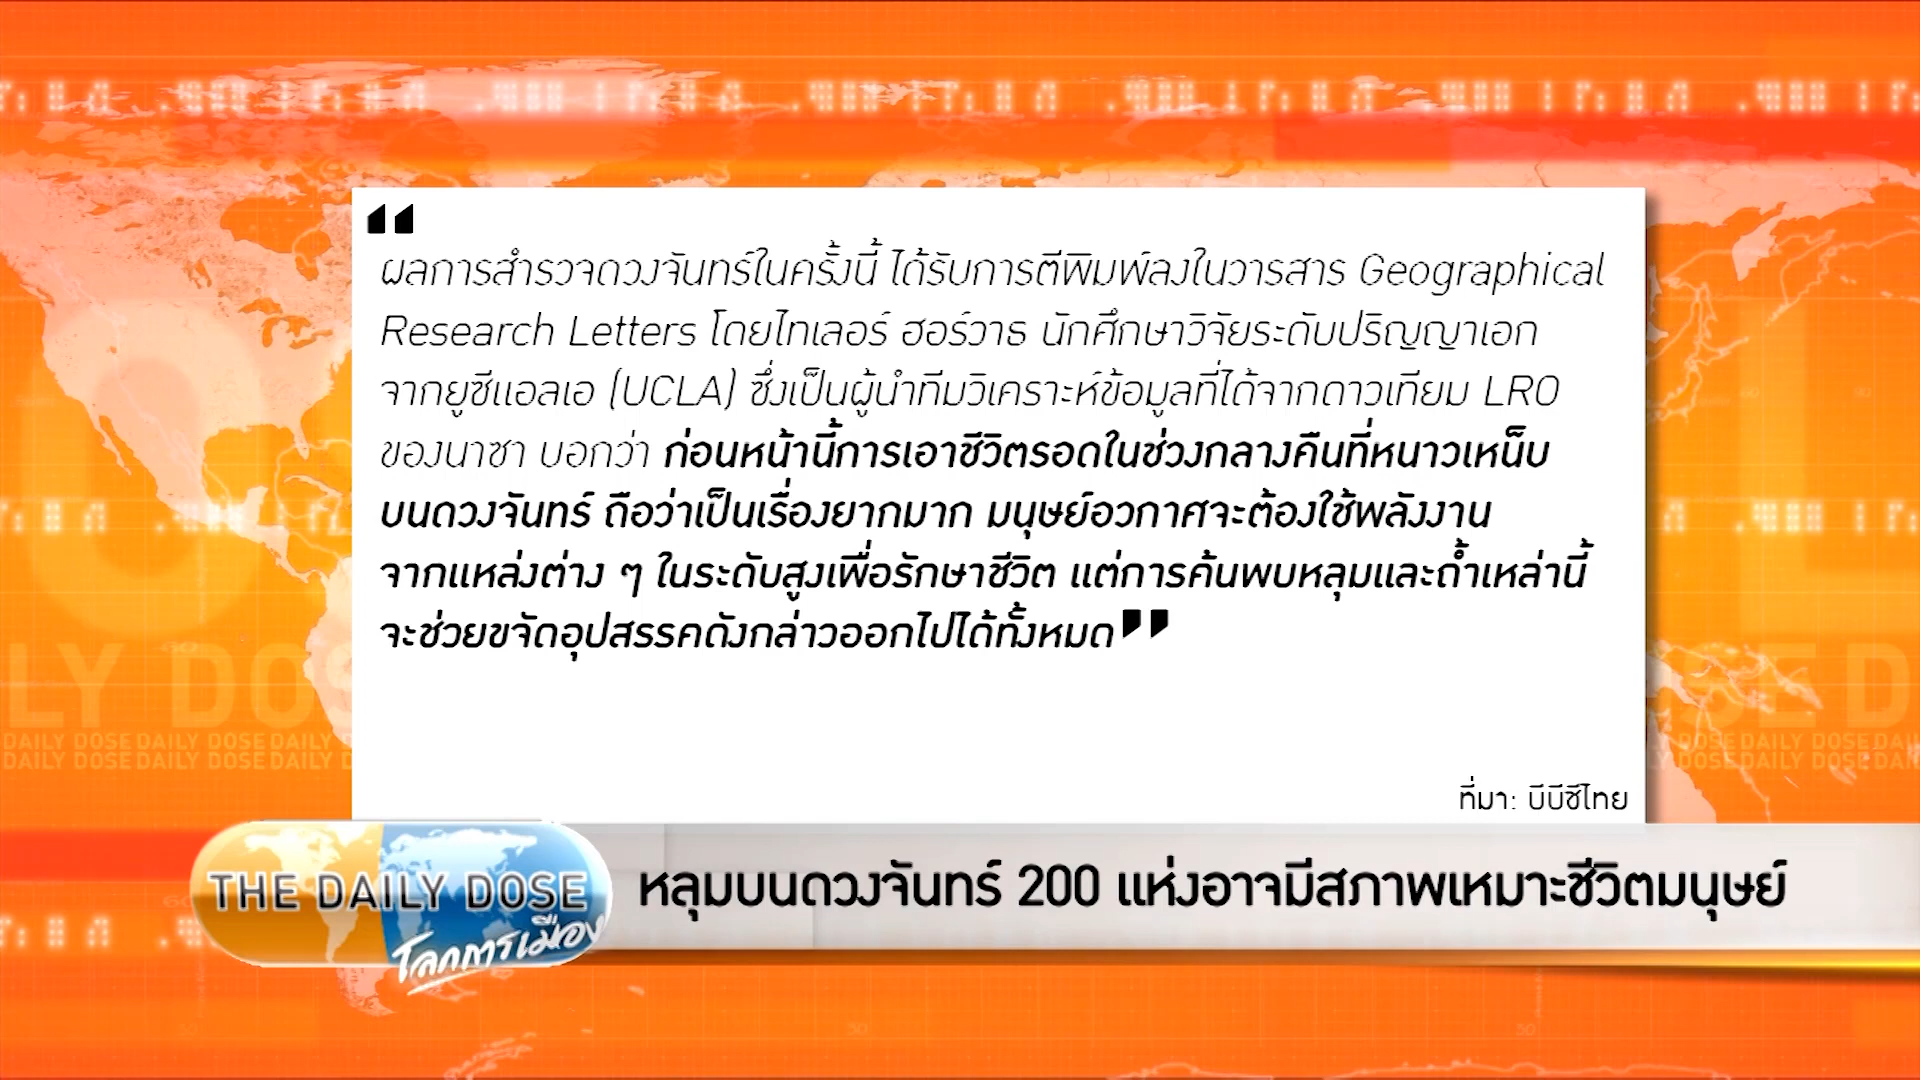 ผลการสำรวจดวงจันทร์ในครั้งนี้ ได้รับการตีพิมพ์ลงในวารสาร Geographical
Research Letters โดยไทเลอร์ ฮอร์วาธ นักศึกษาวิจัยระดับปริญญาเอก
จากยูซีแอลเอ (UCLA) ซึ่งเป็นผู้นำทีมวิเคราะห์ข้อมูลที่ได้จากดาวเทียม LRO
ของนาซา บอกว่า ก่อนหน้านี้การเอาชีวิตรอดในช่วงกลางคืนที่หนาวเหน็บ
บนดวงจันทร์ ถือว่าเป็นเรื่องยากมาก มนุษย์อวกาศจะต้องใช้พลังงาน
จากแหล่งต่าง ๆ ในระดับสูงเพื่อรักษาชีวิต แต่การค้นพบหลุมและถ้ำเหล่านี้
จะช่วยขจัดอุปสรรคดังกล่าวออกไปได้ทั้งหมด"
ที่มา: บีบีซีไทย
THE DAILY DOSE
โลกการเมือง
หลุมบนดวงจันทร์ 200 แห่งอาจมีสภาพเหมาะชีวิตมนุษย์
LY DOSE
DAILY DOSE DAILY DOSE DAILY
DAILY DOSE DAILY DOSE DAILY